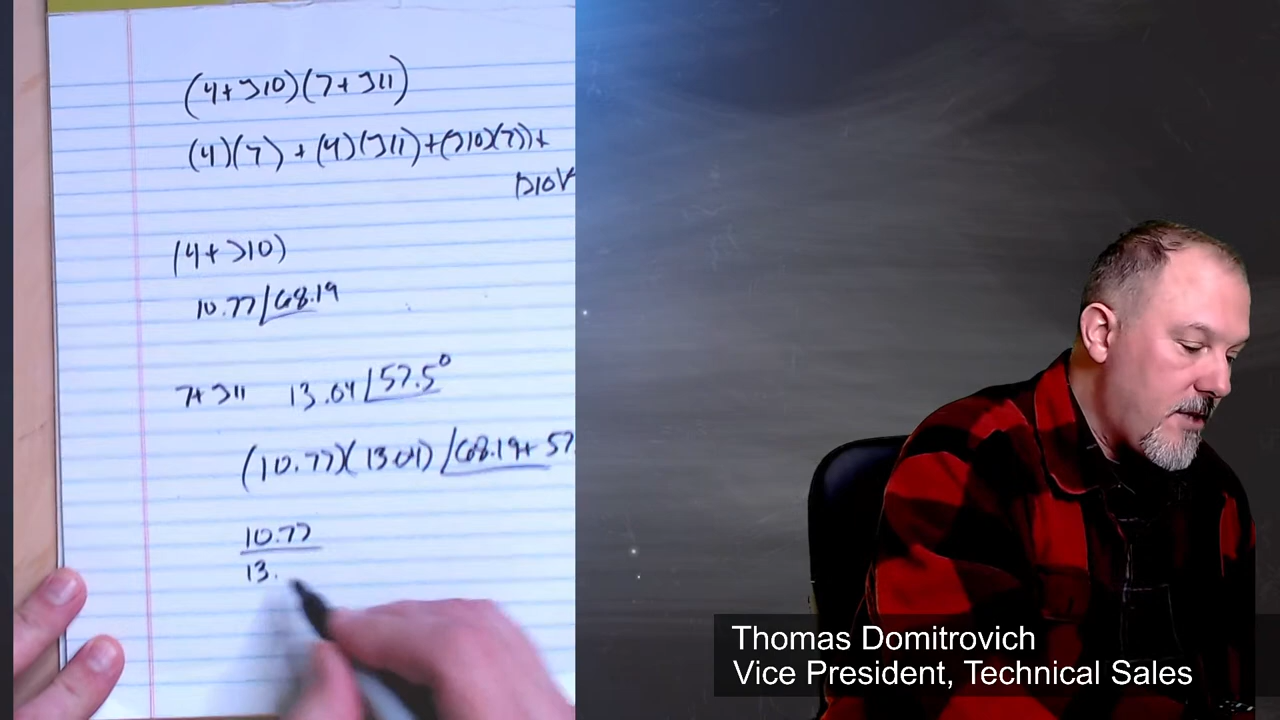 (4+J10)(7+J11)
(4)(7) + (4)(J11)+(J10)(7))+
(4+J10)
10.77/68.19
7+J11 13.04/57.5°
(10.77)(13.04) /68.19+ 57.
10.77
13.
Thomas Domitrovich
Vice President, Technical Sales